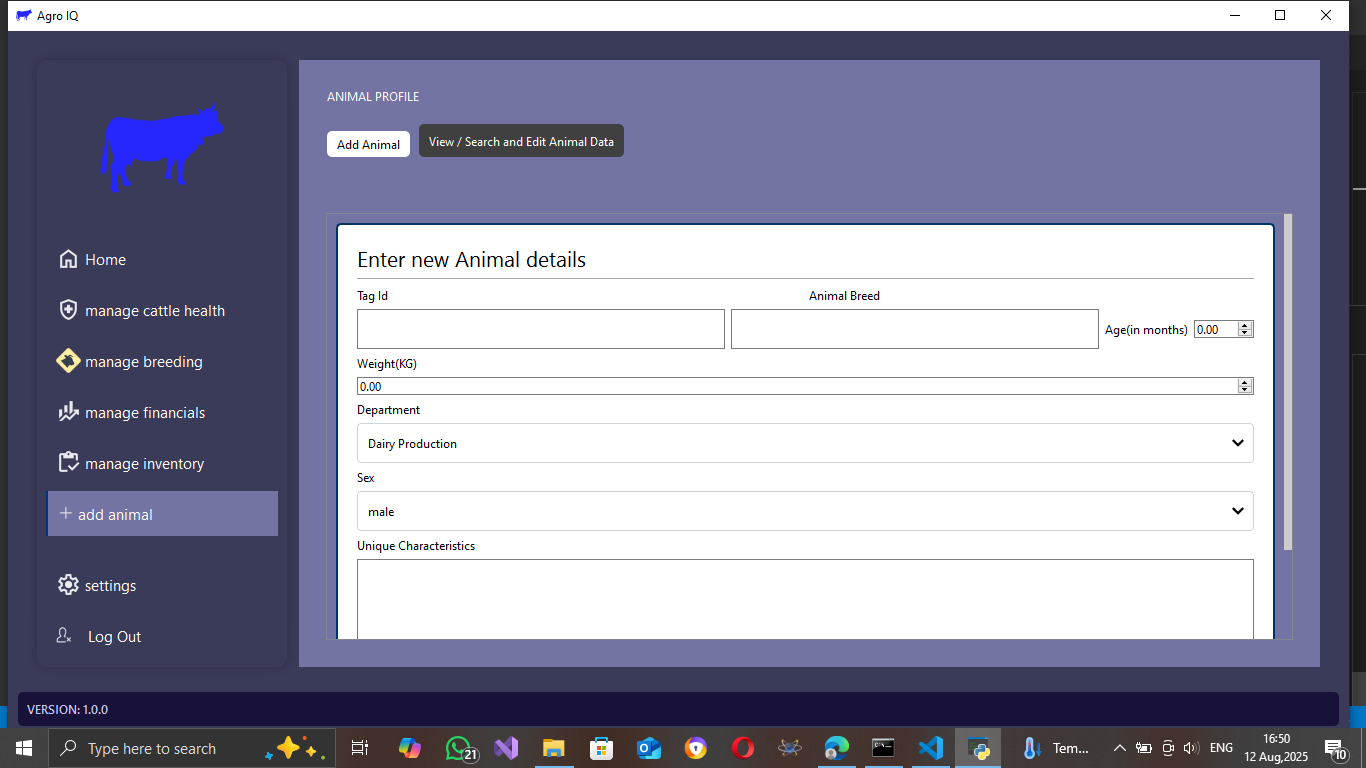 Agro IQ
ANIMAL PROFILE
Add Animal
View / Search and Edit Animal Data
Home
manage cattle health
manage breeding
manage financials
manage inventory
add animal
settings
Log Out
Enter new Animal details
Tag Id
Animal Breed
Age(in months)
0.00
Weight(KG)
0.00
Department
Dairy Production
Sex
male
Unique Characteristics
VERSION: 1.0.0
Type here to search
21
Tem...
ENG
16:50
12 Aug,2025
10